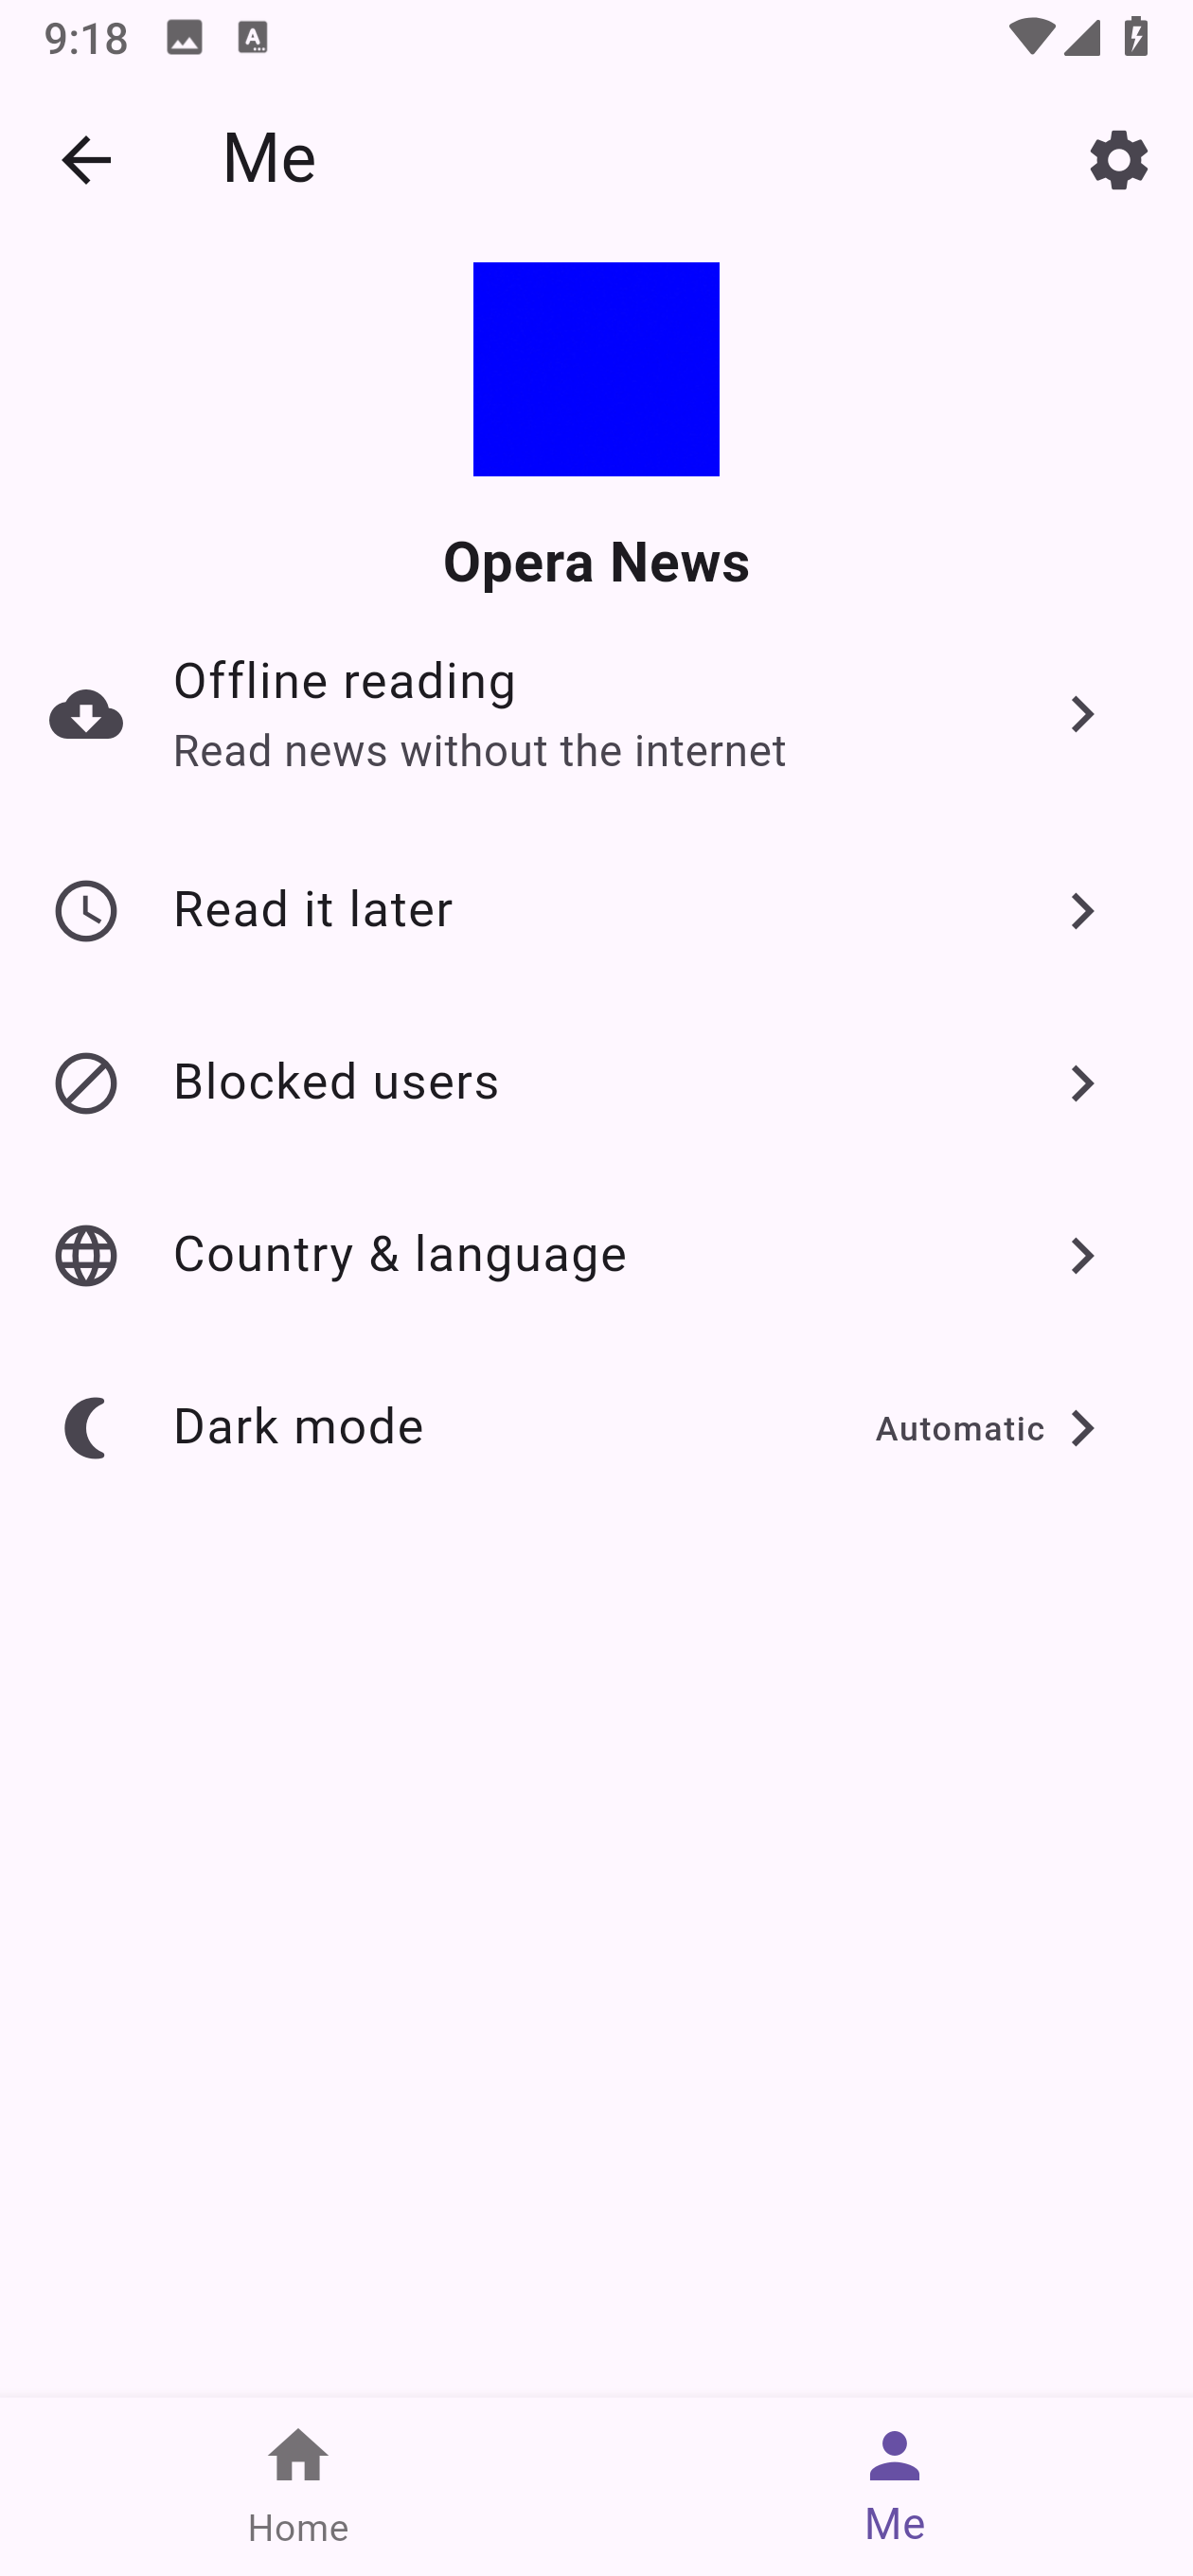 9:18
Me
Opera News
Offline reading
Read news without the internet
Read it later
Blocked users
Country & language
Dark mode
Automatic
Home
Me